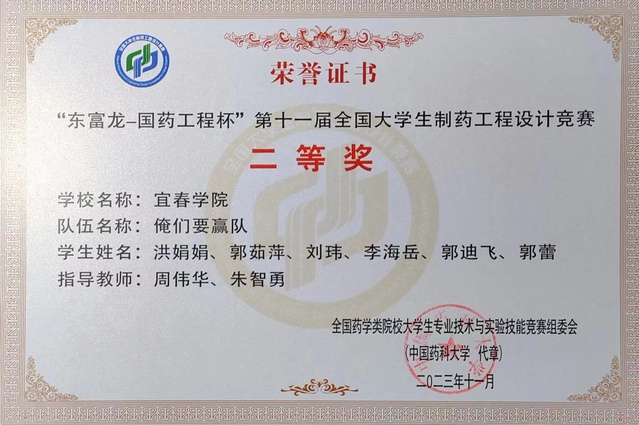 荣誉证书
“东富龙–国药工程杯”第十一届全国大学生制药工程设计竞赛
二等奖
学校名称：宜春学院
队伍名称：俺们要赢队
学生姓名：洪娟娟、郭茹萍、刘玮、李海岳、郭迪飞、郭蕾
指导教师：周伟华、朱智勇
全国药学类院校大学生专业技术与实验技能竞赛组委会
(中国药科大学 代章)
二〇二三年十一月